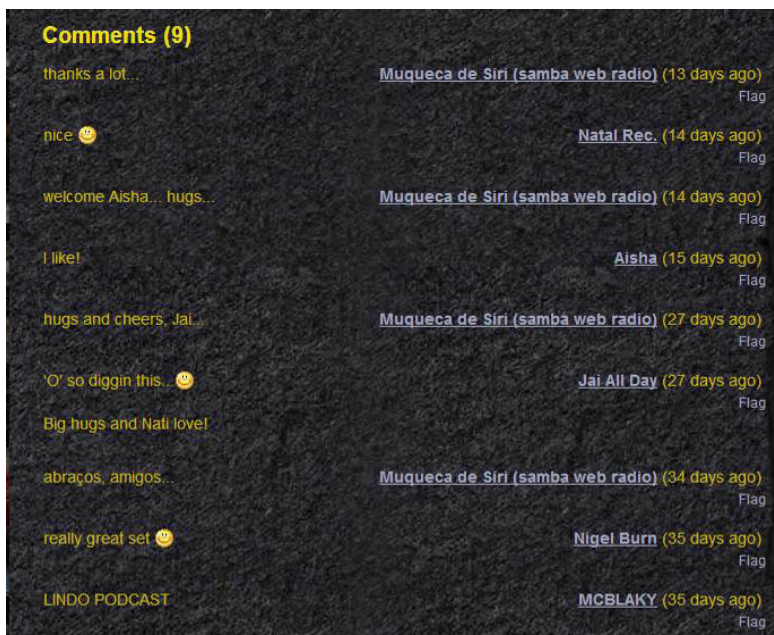 Comments (9)
thanks a lot... Muqueca de Siri (samba web radio) (13 days ago)
Flag
nice Natal Rec. (14 days ago)
Flag
welcome Aisha... hugs... Muqueca de Siri (samba web radio) (14 days ago)
Flag
I like! Aisha (15 days ago)
Flag
hugs and cheers, Jai... Muqueca de Siri (samba web radio) (27 days ago)
Flag
'O' so diggin this... Jai All Day (27 days ago)
Flag
Big hugs and Nati love!
abraços, amigos... Muqueca de Siri (samba web radio) (34 days ago)
Flag
really great set Nigel Burn (35 days ago)
Flag
LINDO PODCAST MCBLAKY (35 days ago)
Flag